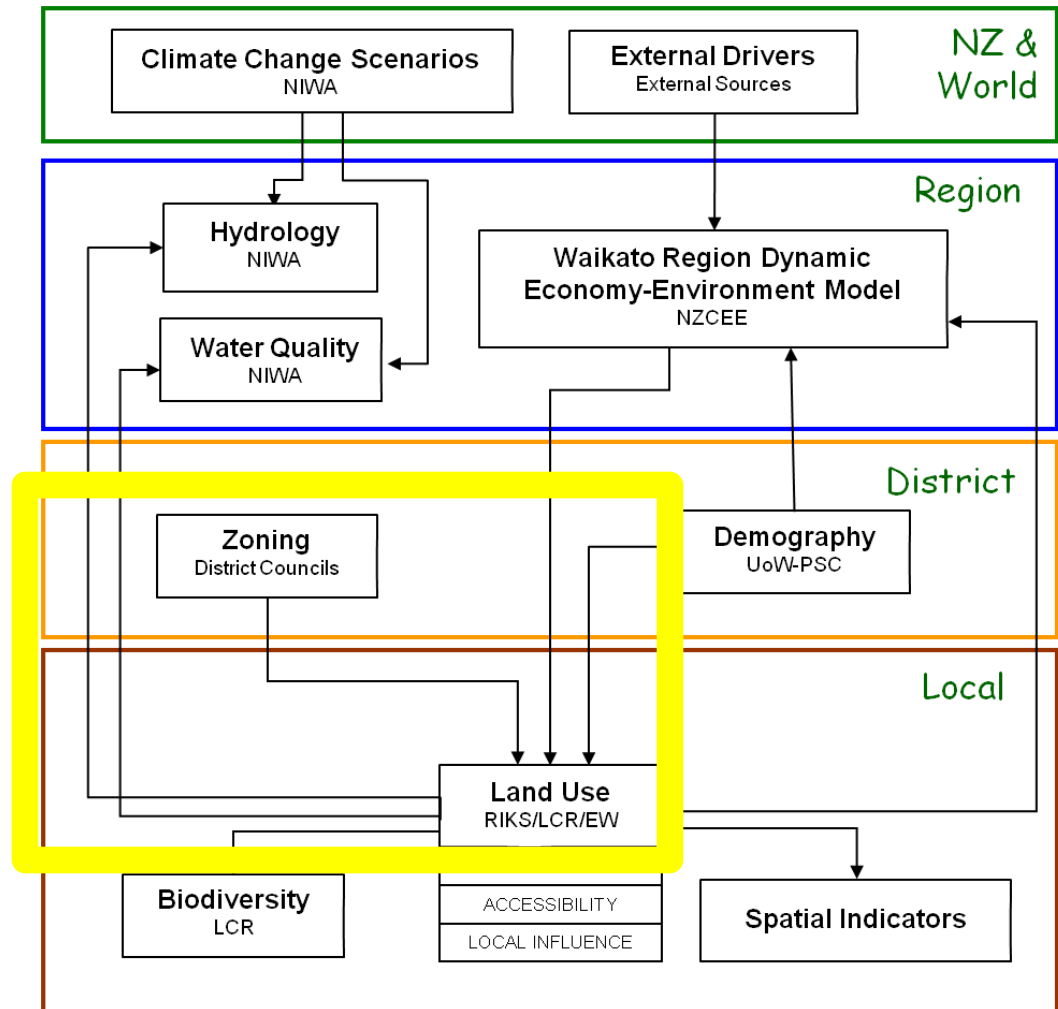 NZ &
World
Climate Change Scenarios
NIWA
External Drivers
External Sources
Region
Hydrology
NIWA
Waikato Region Dynamic
Economy-Environment Model
NZCEE
Water Quality
NIWA
District
Zoning
District Councils
Demography
UoW-PSC
Local
Land Use
RIKS/LCR/EW
Biodiversity
LCR
ACCESSIBILITY
LOCAL INFLUENCE
Spatial Indicators